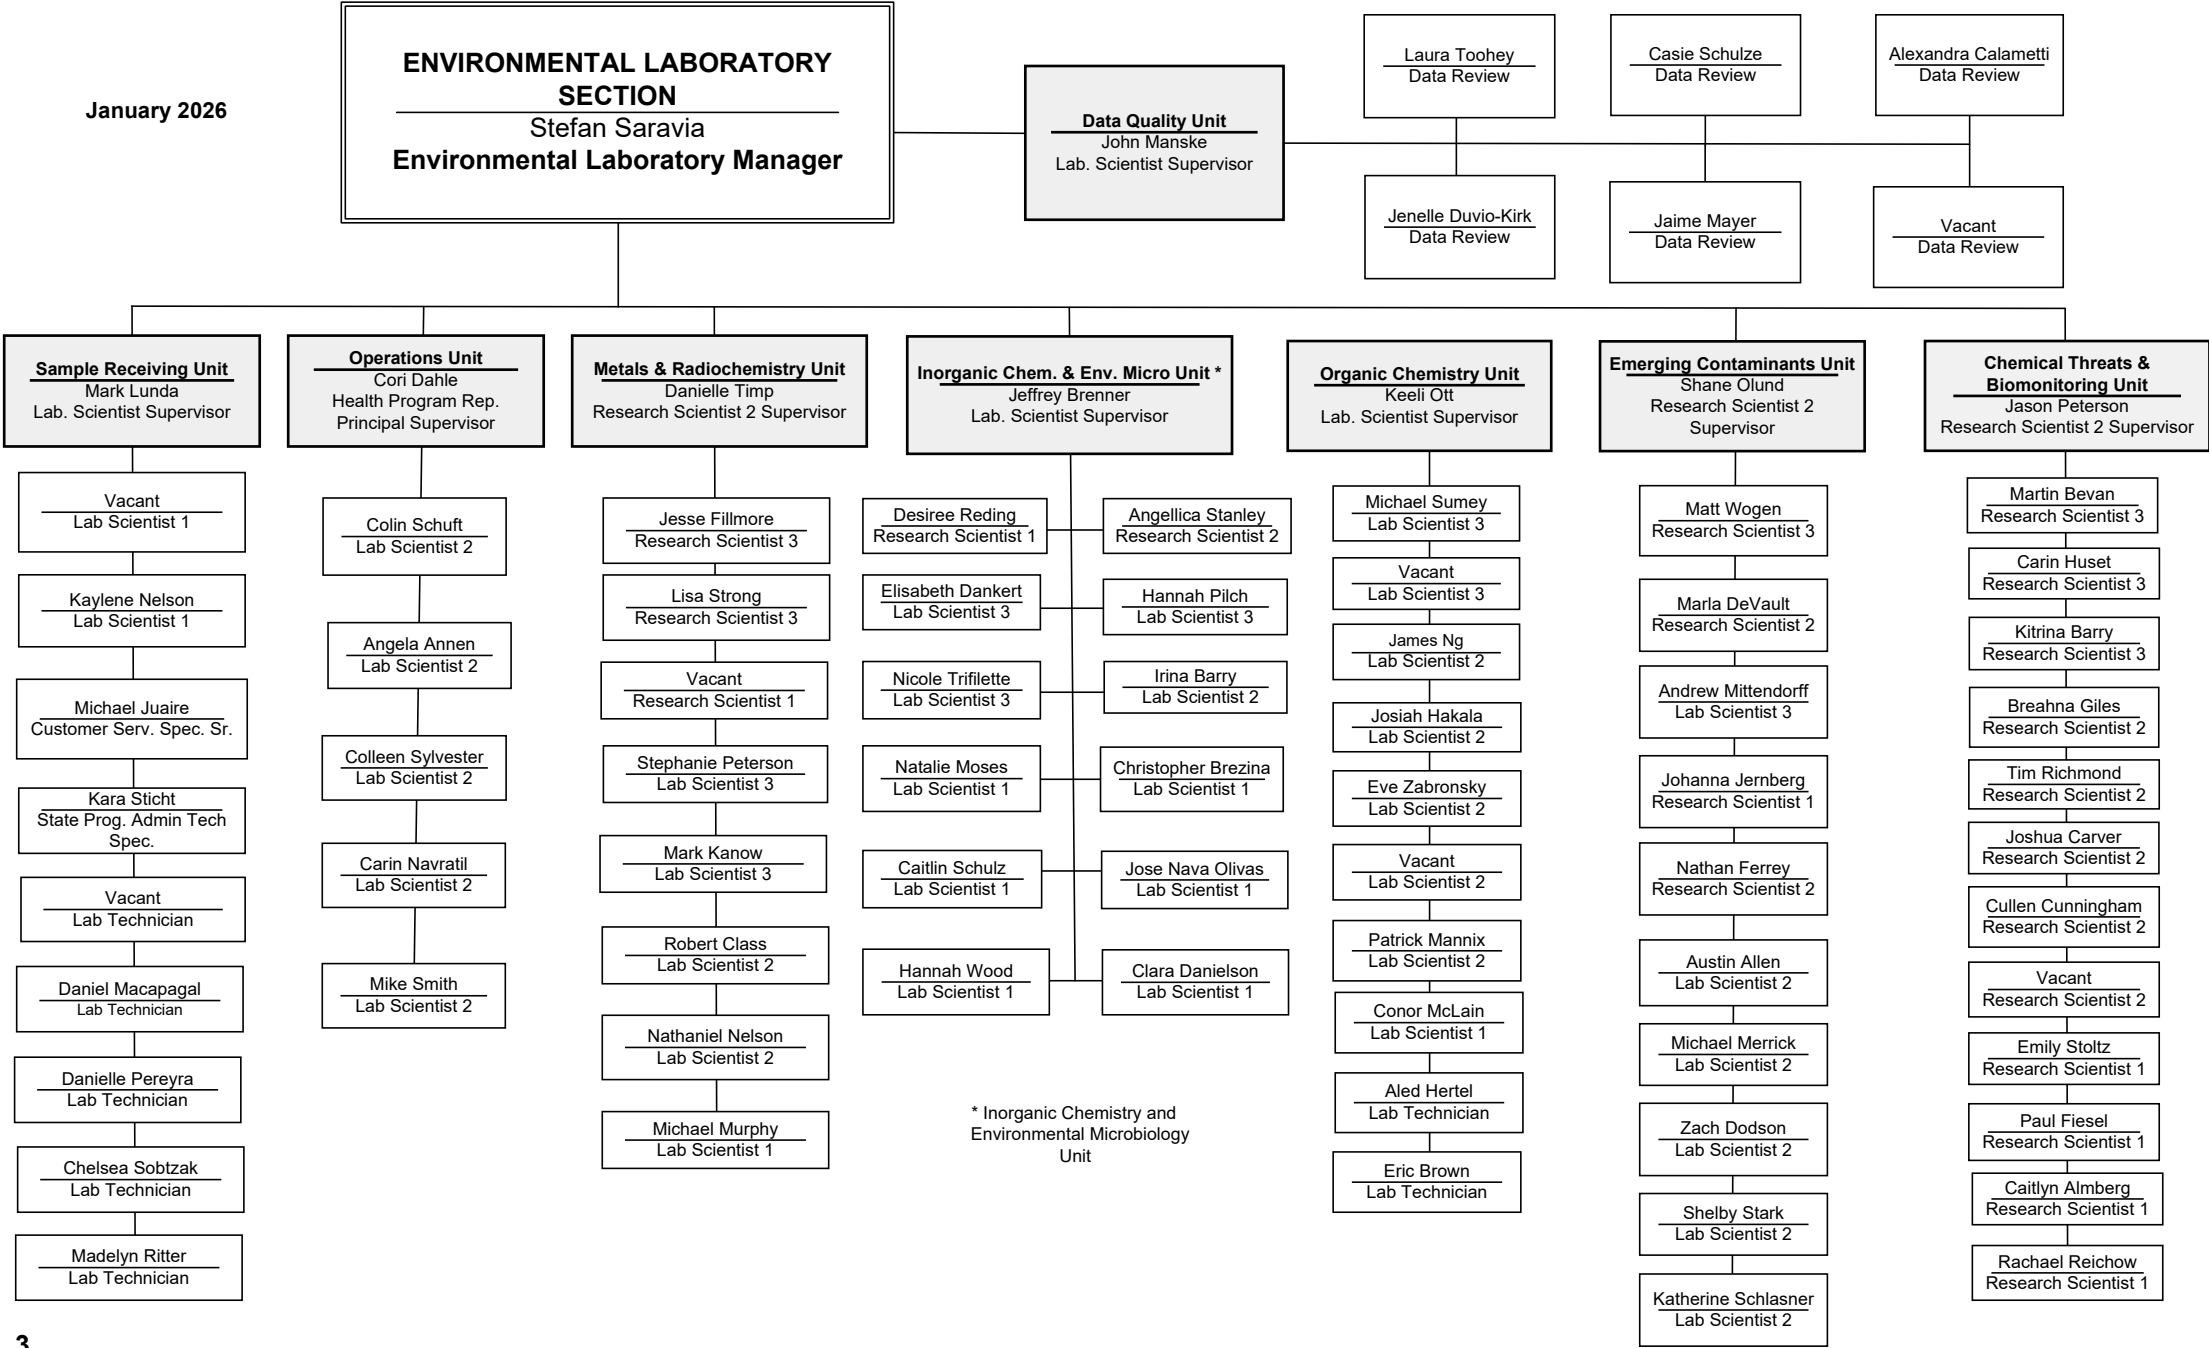 January 2026
ENVIRONMENTAL LABORATORY
SECTION
Stefan Saravia
Environmental Laboratory Manager
Data Quality Unit
John Manske
Lab. Scientist Supervisor
Laura Toohey
Data Review
Casie Schulze
Data Review
Alexandra Calametti
Data Review
Jenelle Duvio-Kirk
Data Review
Jaime Mayer
Data Review
Vacant
Data Review
Sample Receiving Unit
Mark Lunda
Lab. Scientist Supervisor
Vacant
Lab Scientist 1
Kaylene Nelson
Lab Scientist 1
Michael Juaire
Customer Serv. Spec. Sr.
Kara Sticht
State Prog. Admin Tech
Spec.
Vacant
Lab Technician
Daniel Macapagal
Lab Technician
Danielle Pereyra
Lab Technician
Chelsea Sobtzak
Lab Technician
Madelyn Ritter
Lab Technician
Operations Unit
Cori Dahle
Health Program Rep.
Principal Supervisor
Colin Schuft
Lab Scientist 2
Angela Annen
Lab Scientist 2
Colleen Sylvester
Lab Scientist 2
Carin Navratil
Lab Scientist 2
Mike Smith
Lab Scientist 2
Metals & Radiochemistry Unit
Danielle Timp
Research Scientist 2 Supervisor
Jesse Fillmore
Research Scientist 3
Lisa Strong
Research Scientist 3
Vacant
Research Scientist 1
Stephanie Peterson
Lab Scientist 3
Mark Kanow
Lab Scientist 3
Robert Class
Lab Scientist 2
Nathaniel Nelson
Lab Scientist 2
Michael Murphy
Lab Scientist 1
Inorganic Chem. & Env. Micro Unit *
Jeffrey Brenner
Lab. Scientist Supervisor
Desiree Reding
Research Scientist 1
Angellica Stanley
Research Scientist 2
Elisabeth Dankert
Lab Scientist 3
Hannah Pilch
Lab Scientist 3
Nicole Trifilette
Lab Scientist 3
Irina Barry
Lab Scientist 2
Natalie Moses
Lab Scientist 1
Christopher Brezina
Lab Scientist 1
Caitlin Schulz
Lab Scientist 1
Jose Nava Olivas
Lab Scientist 1
Hannah Wood
Lab Scientist 1
Clara Danielson
Lab Scientist 1
* Inorganic Chemistry and
Environmental Microbiology
Unit
Organic Chemistry Unit
Keeli Ott
Lab. Scientist Supervisor
Michael Sumey
Lab Scientist 3
Vacant
Lab Scientist 3
James Ng
Lab Scientist 2
Josiah Hakala
Lab Scientist 2
Eve Zabronsky
Lab Scientist 2
Vacant
Lab Scientist 2
Patrick Mannix
Lab Scientist 2
Conor McLain
Lab Scientist 1
Aled Hertel
Lab Technician
Eric Brown
Lab Technician
Emerging Contaminants Unit
Shane Olund
Research Scientist 2
Supervisor
Matt Wogen
Research Scientist 3
Marla DeVault
Research Scientist 2
Andrew Mittendorff
Lab Scientist 3
Johanna Jernberg
Research Scientist 1
Nathan Ferrey
Research Scientist 2
Austin Allen
Lab Scientist 2
Michael Merrick
Lab Scientist 2
Zach Dodson
Lab Scientist 2
Shelby Stark
Lab Scientist 2
Katherine Schlasner
Lab Scientist 2
Chemical Threats &
Biomonitoring Unit
Jason Peterson
Research Scientist 2 Supervisor
Martin Bevan
Research Scientist 3
Carin Huset
Research Scientist 3
Kitrina Barry
Research Scientist 3
Breahna Giles
Research Scientist 2
Tim Richmond
Research Scientist 2
Joshua Carver
Research Scientist 2
Cullen Cunningham
Research Scientist 2
Vacant
Research Scientist 2
Emily Stoltz
Research Scientist 1
Paul Fiesel
Research Scientist 1
Caitlyn Almberg
Research Scientist 1
Rachael Reichow
Research Scientist 1
3